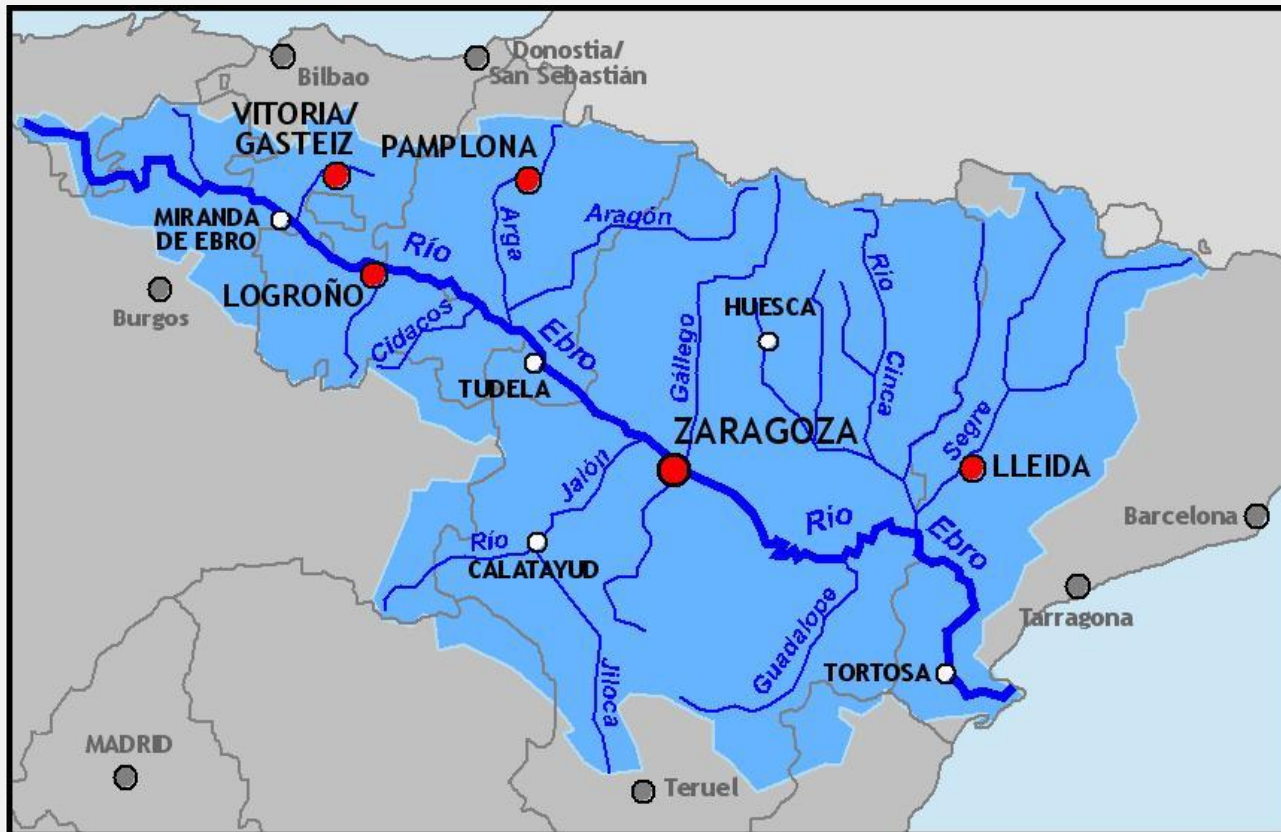 Bilbao
Donostia/
San Sebastián
VITORIA/
GASTEIZ
PAMPLONA
MIRANDA
DE EBRO
Arga
Aragón
Río
LOGROÑO
Burgos
Cidacos
Ebro
TUDELA
Gállego
HUESCA
Río
Cinca
Segre
ZARAGOZA
LLEIDA
Jalón
Río
CALATAYUD
Río
Ebro
Barcelona
Tarragona
Guadalope
TORTOSA
Jiloca
MADRID
Teruel